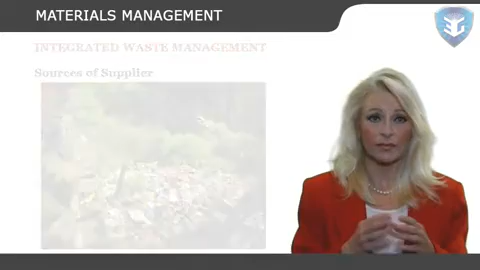 MATERIALS MANAGEMENT
INTEGRATED WASTE MANAGEMENT
Sources of Supplier